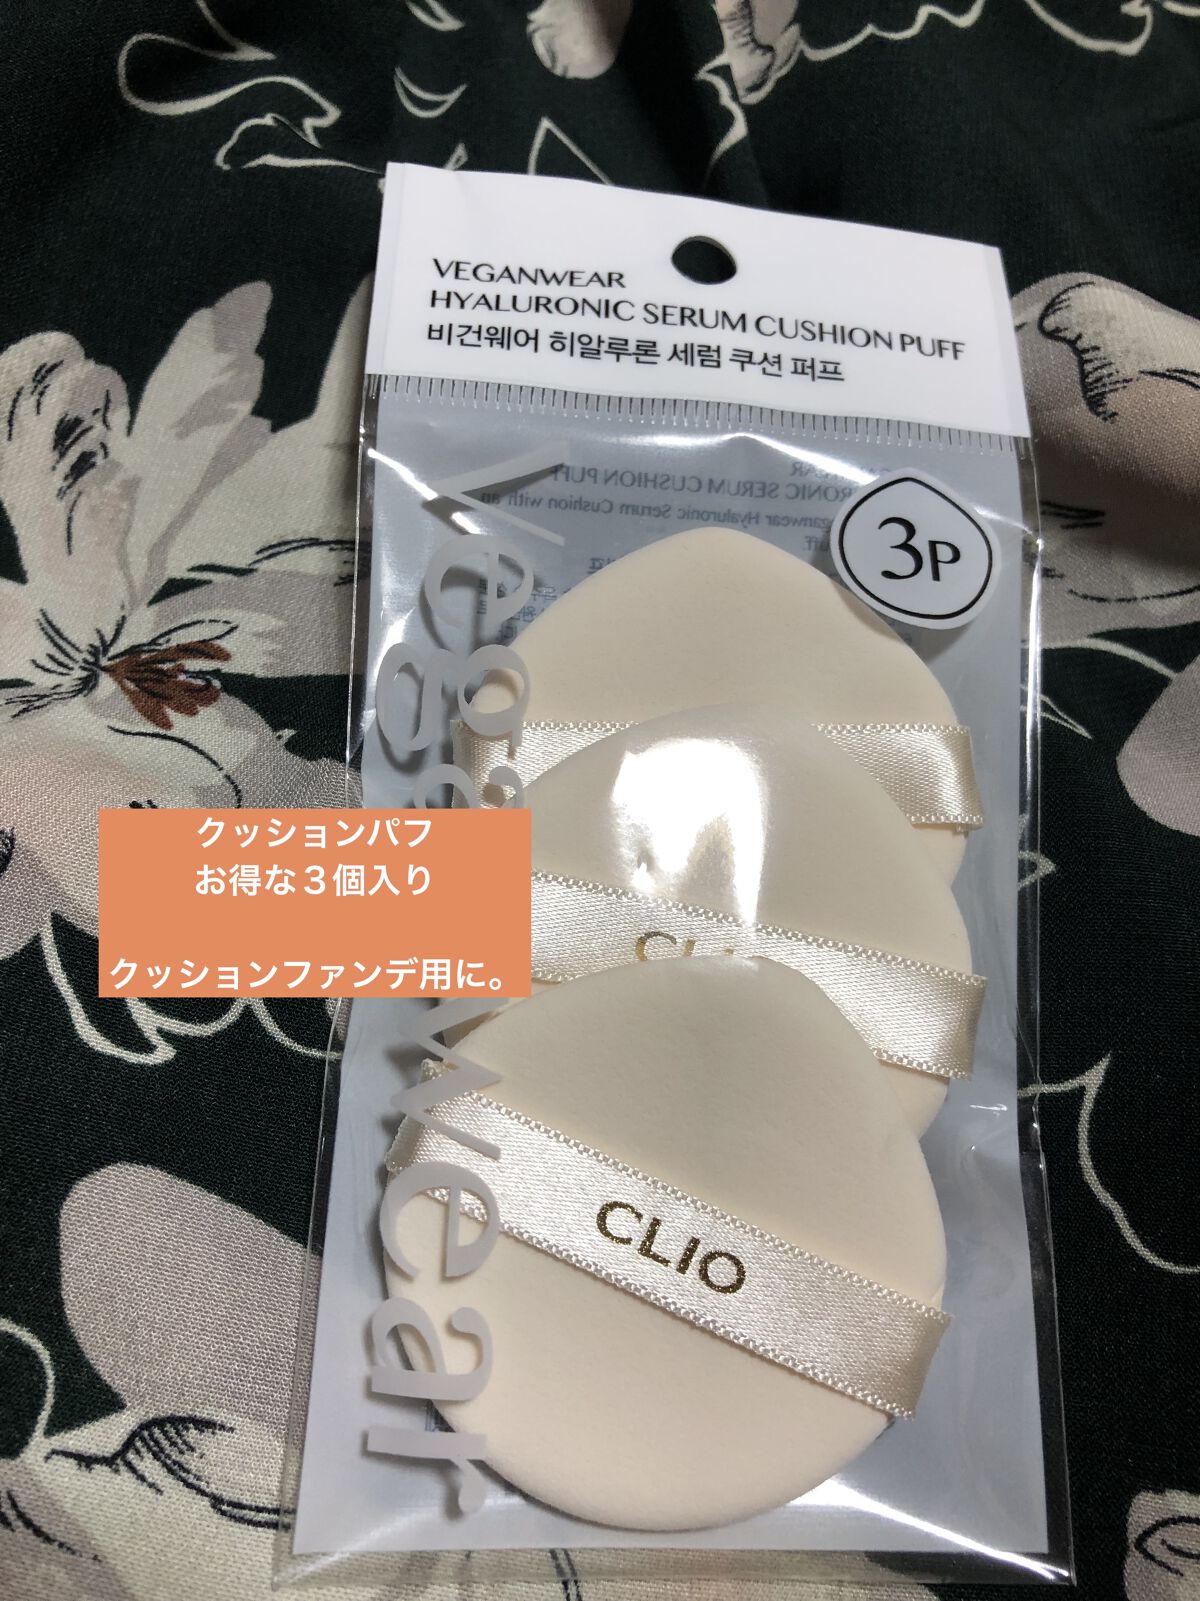 VEGANWEAR
HYALURONIC SERUM CUSHION PUFF
비건웨어 히알루론 세럼 쿠션 퍼프
3P
Veganwear
クッションパフ
お得な3個入り
クッションファンデ用に。
CLIO